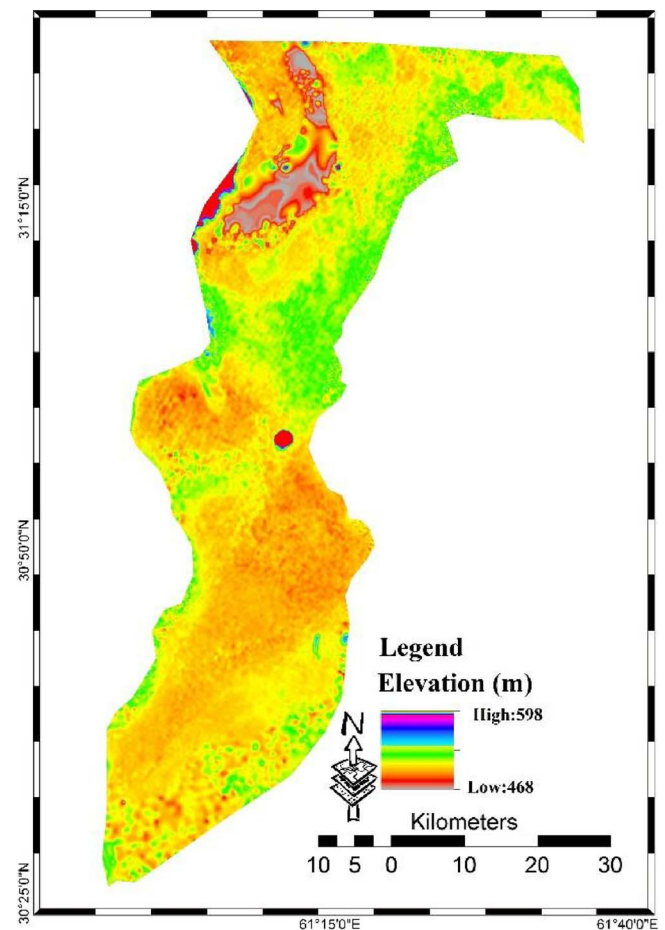 31°15'0"N
30°50'0"N
30°25'0"N
Legend
Elevation (m)
High:598
Low:468
N
Kilometers
10 5 0 10 20 30
61°15'0"E 61°40'0"E